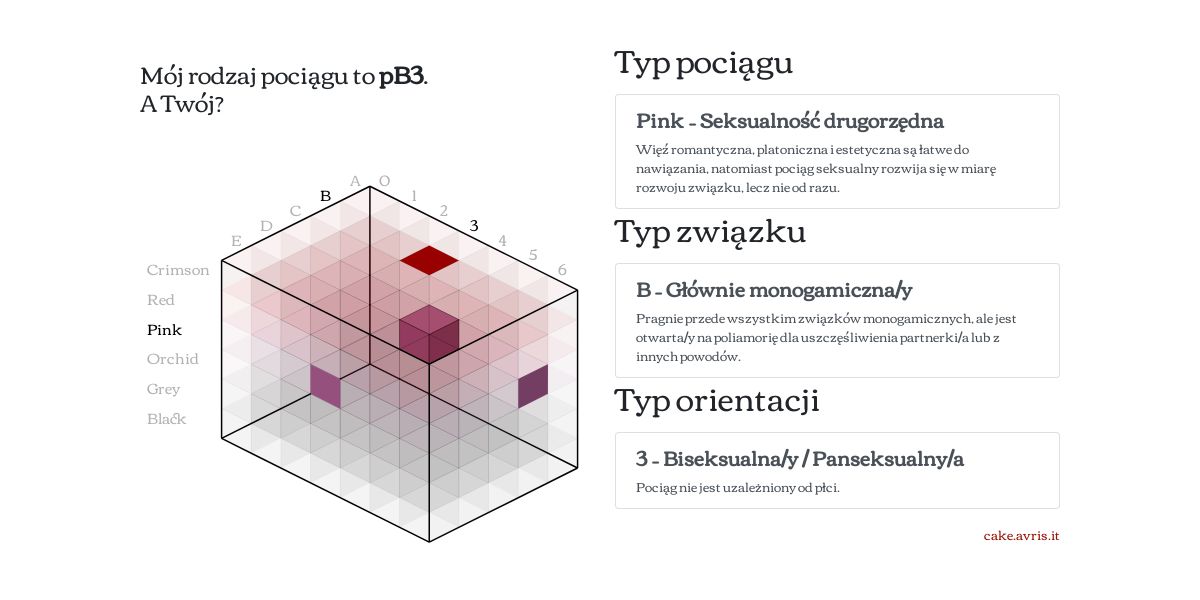 Mój rodzaj pociągu to pB3.
A Twój?
A O
B 1
C 2
D 3
E 4
5
6
Crimson
Red
Pink
Orchid
Grey
Black
Typ pociągu
Pink – Seksualność drugorzędna
Więź romantyczna, platoniczna i estetyczna są łatwe do
nawiązania, natomiast pociąg seksualny rozwija się w miarę
rozwoju związku, lecz nie od razu.
Typ związku
B – Głównie monogamiczna/y
Pragnie przede wszystkim związków monogamicznych, ale jest
otwarta/y na poliamorię dla uszczęśliwienia partnerki/a lub z
innych powodów.
Typ orientacji
3 – Biseksualna/y / Panseksualny/a
Pociąg nie jest uzależniony od płci.
cake.avris.it